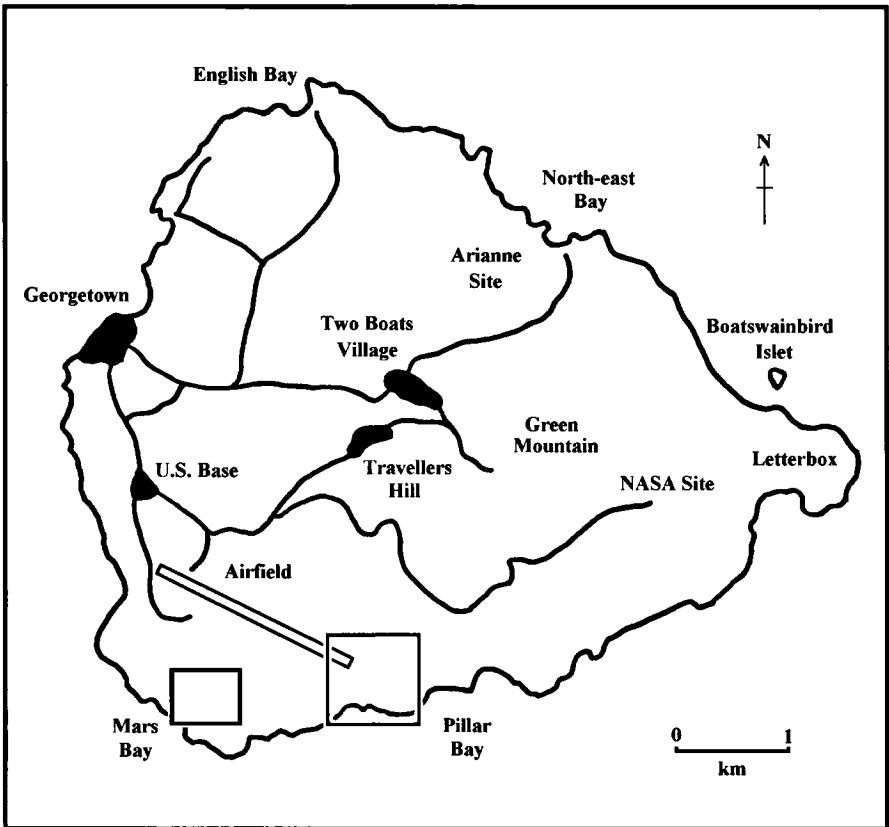 English Bay
N
North-east
Bay
Arianne
Site
Georgetown
Two Boats
Village
Boatswainbird
Islet
Green
Mountain
U.S. Base
Travellers
Hill
Letterbox
NASA Site
Airfield
Mars
Bay
Pillar
Bay
0 1
km